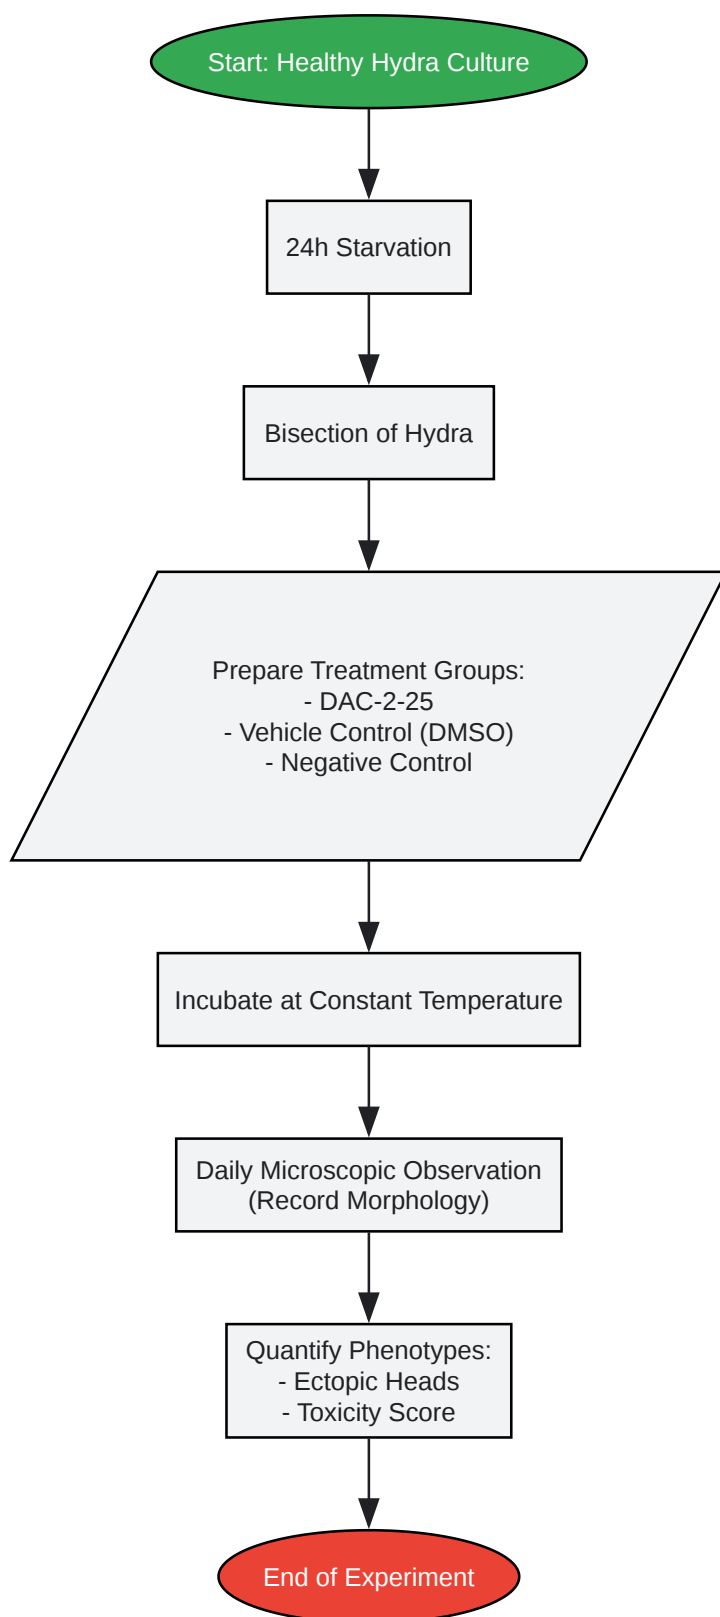 Start: Healthy Hydra Culture
24h Starvation
Bisection of Hydra
Prepare Treatment Groups:
- DAC-2-25
- Vehicle Control (DMSO)
- Negative Control
Incubate at Constant Temperature
Daily Microscopic Observation
(Record Morphology)
Quantify Phenotypes:
- Ectopic Heads
- Toxicity Score
End of Experiment